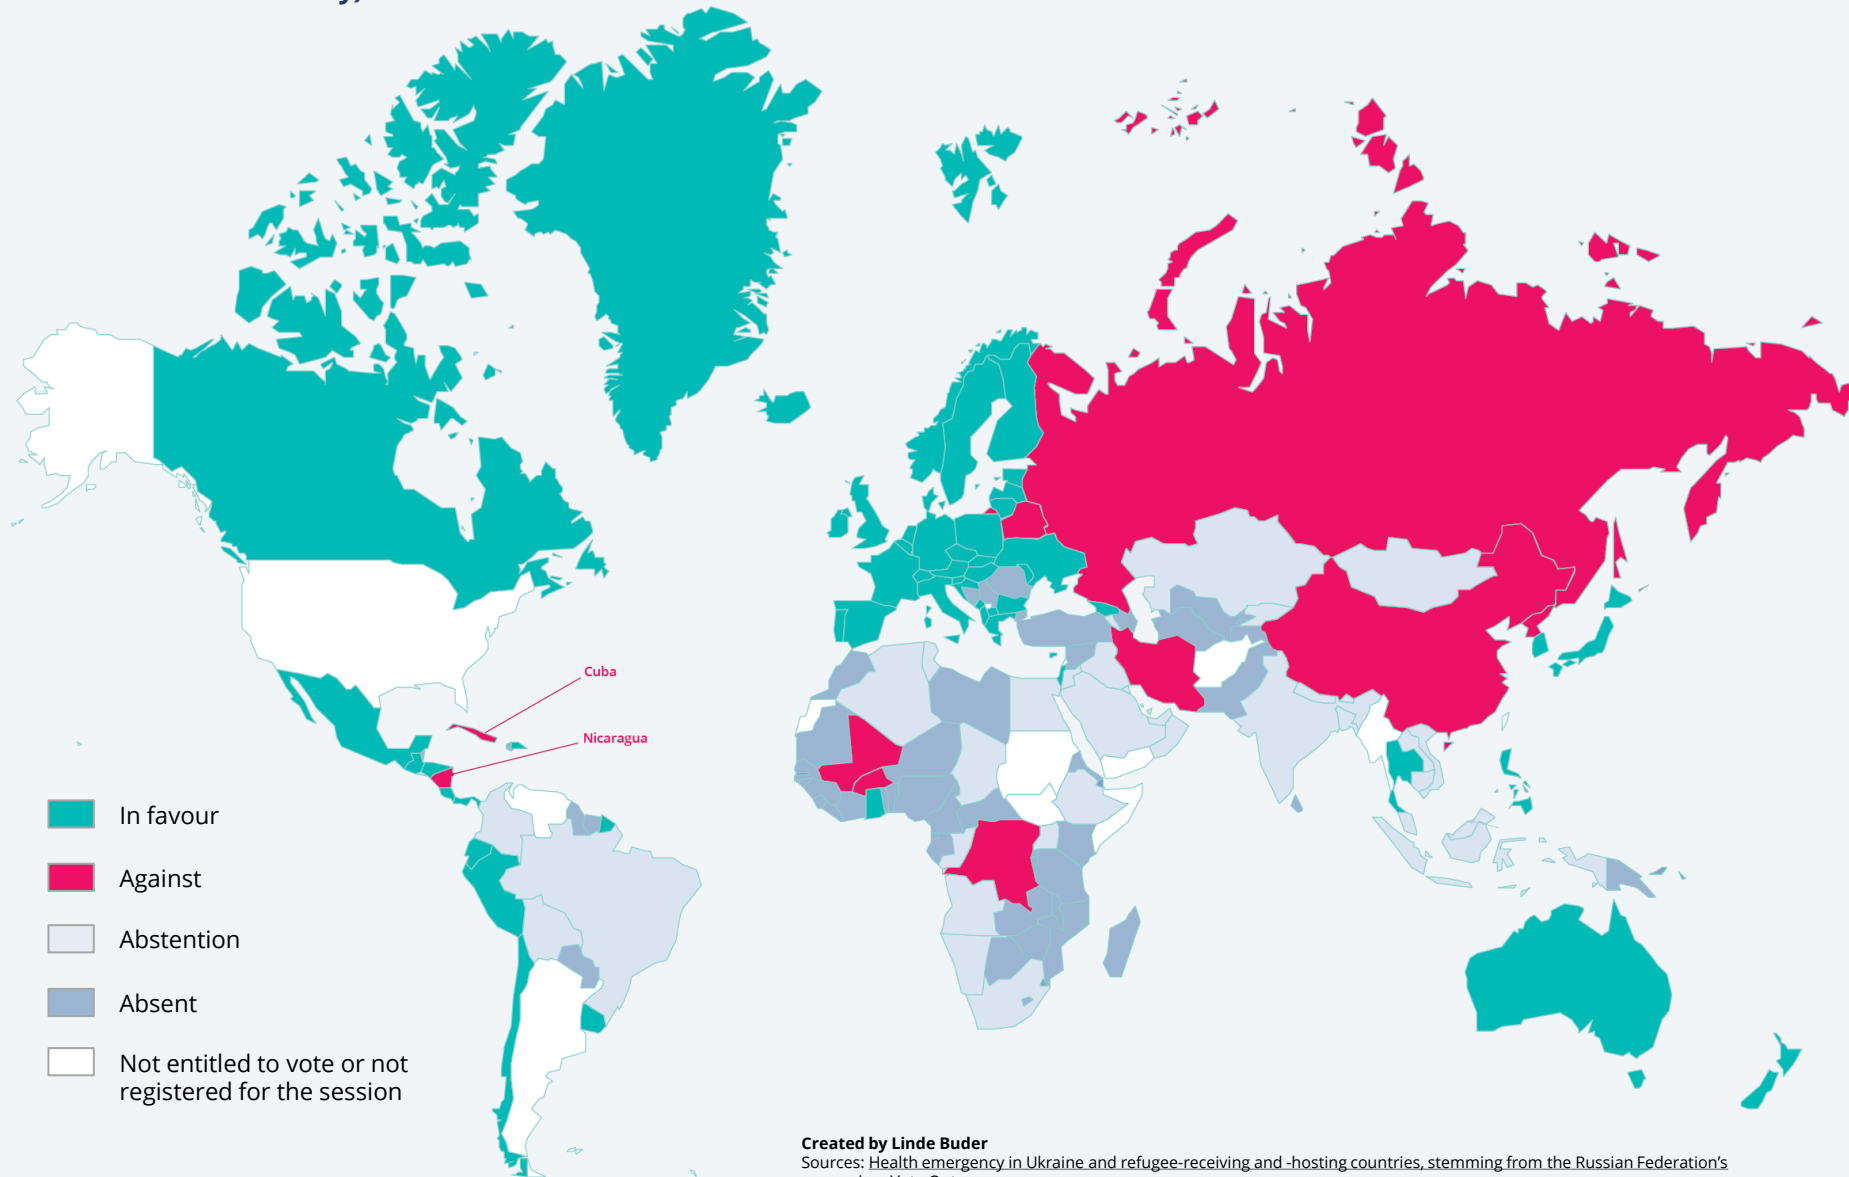 Cuba
Nicaragua
In favour
Against
Abstention
Absent
Not entitled to vote or not
registered for the session
Created by Linde Buder
Sources: Health emergency in Ukraine and refugee-receiving and -hosting countries, stemming from the Russian Federation’s